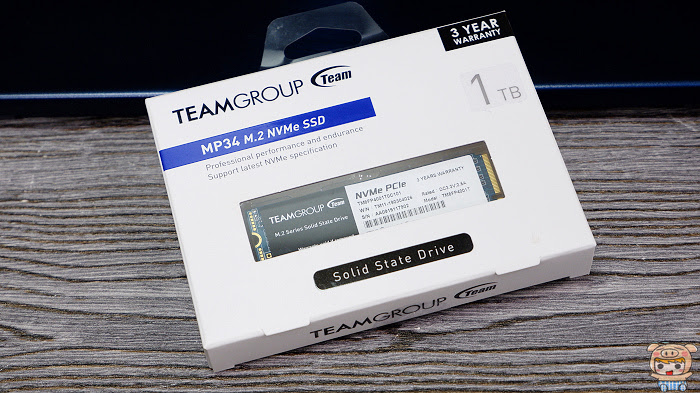 3 YEAR
WARRANTY
TEAMGROUP Team
1 TB
MP34 M.2 NVMe SSD
Professional performance and endurance
Support latest NVMe specification
TEAMGROUP Team
M.2 Series Solid State Drive
NVMe PCIe
3 YEARS WARRANTY
Solid State Drive
TEAMGROUP Team